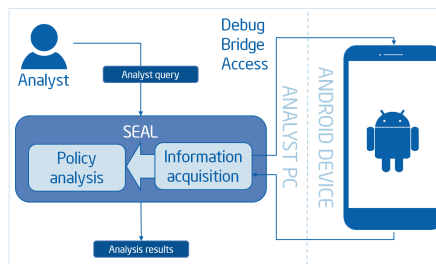 Debug
Bridge
Access
Analyst
Analyst query
SEAL
Policy
analysis
Information
acquisition
Analysis results
ANALYST PC
ANDROID DEVICE